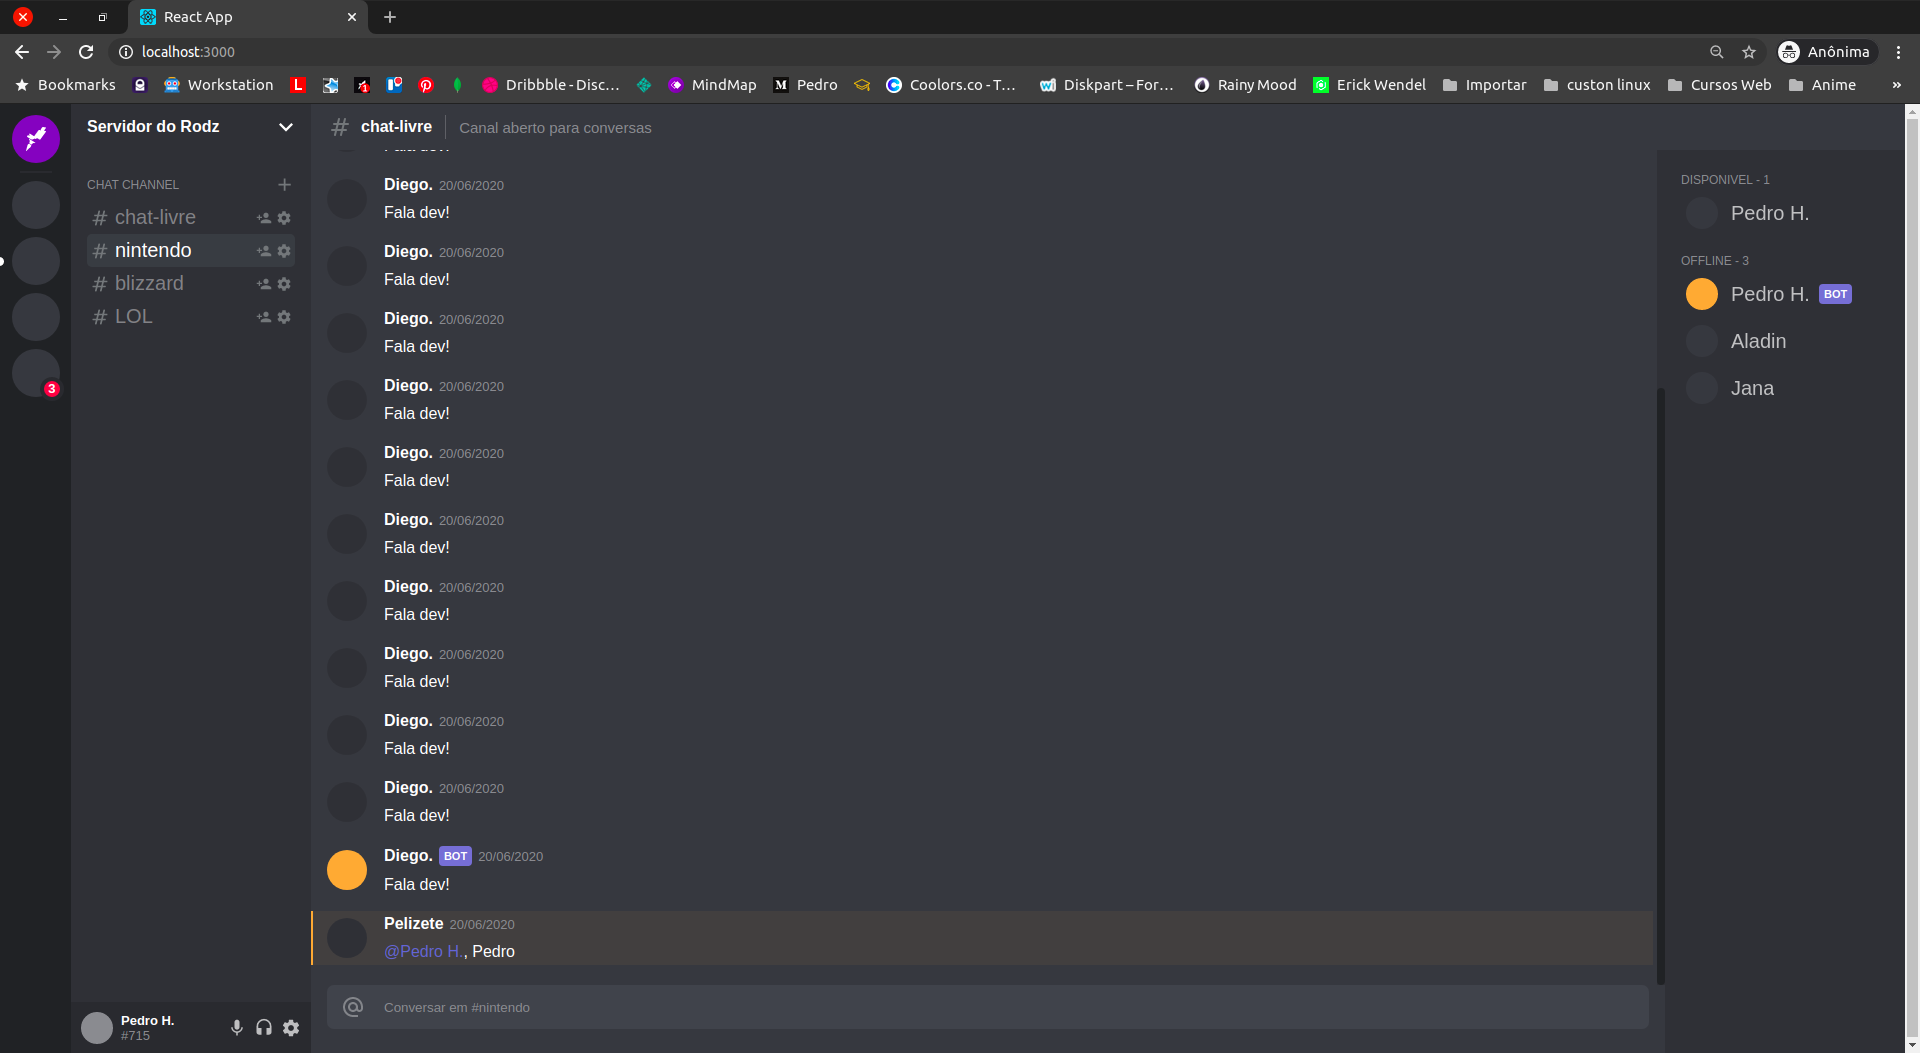 React App
localhost:3000
Anônima
Bookmarks
Workstation
Dribbble - Disc...
MindMap
Pedro
Coolors.co - T...
Diskpart – For...
Rainy Mood
Erick Wendel
Importar
custon linux
Cursos Web
Anime
»
Servidor do Rodz
# chat-livre
Canal aberto para conversas
CHAT CHANNEL
# chat-livre
# nintendo
# blizzard
# LOL
3
Diego. 20/06/2020
Fala dev!
Diego. 20/06/2020
Fala dev!
Diego. 20/06/2020
Fala dev!
Diego. 20/06/2020
Fala dev!
Diego. 20/06/2020
Fala dev!
Diego. 20/06/2020
Fala dev!
Diego. 20/06/2020
Fala dev!
Diego. 20/06/2020
Fala dev!
Diego. 20/06/2020
Fala dev!
Diego. 20/06/2020
Fala dev!
Diego. BOT 20/06/2020
Fala dev!
Pelizete 20/06/2020
@Pedro H., Pedro
@ Conversar em #nintendo
DISPONIVEL - 1
Pedro H.
OFFLINE - 3
Pedro H. BOT
Aladin
Jana
Pedro H.
#715